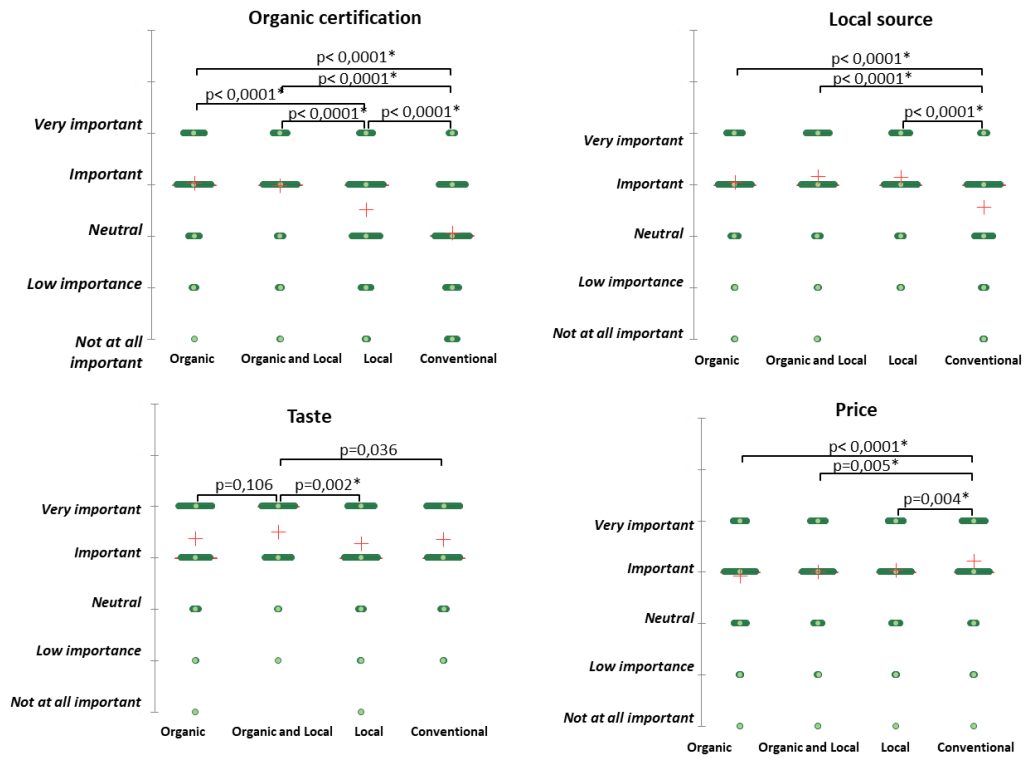 Organic certification
p< 0,0001*
p< 0,0001*
p< 0,0001*
p< 0,0001*
p< 0,0001*
Very important
Important
Neutral
Low importance
Not at all
important
Organic
Organic and Local
Local
Conventional
Local source
p< 0,0001*
p< 0,0001*
p< 0,0001*
Very important
Important
Neutral
Low importance
Not at all important
Organic
Organic and Local
Local
Conventional
Taste
p=0,036
p=0,106
p=0,002*
Very important
Important
Neutral
Low importance
Not at all important
Organic
Organic and Local
Local
Conventional
Price
p< 0,0001*
p=0,005*
p=0,004*
Very important
Important
Neutral
Low importance
Not at all important
Organic
Organic and Local
Local
Conventional